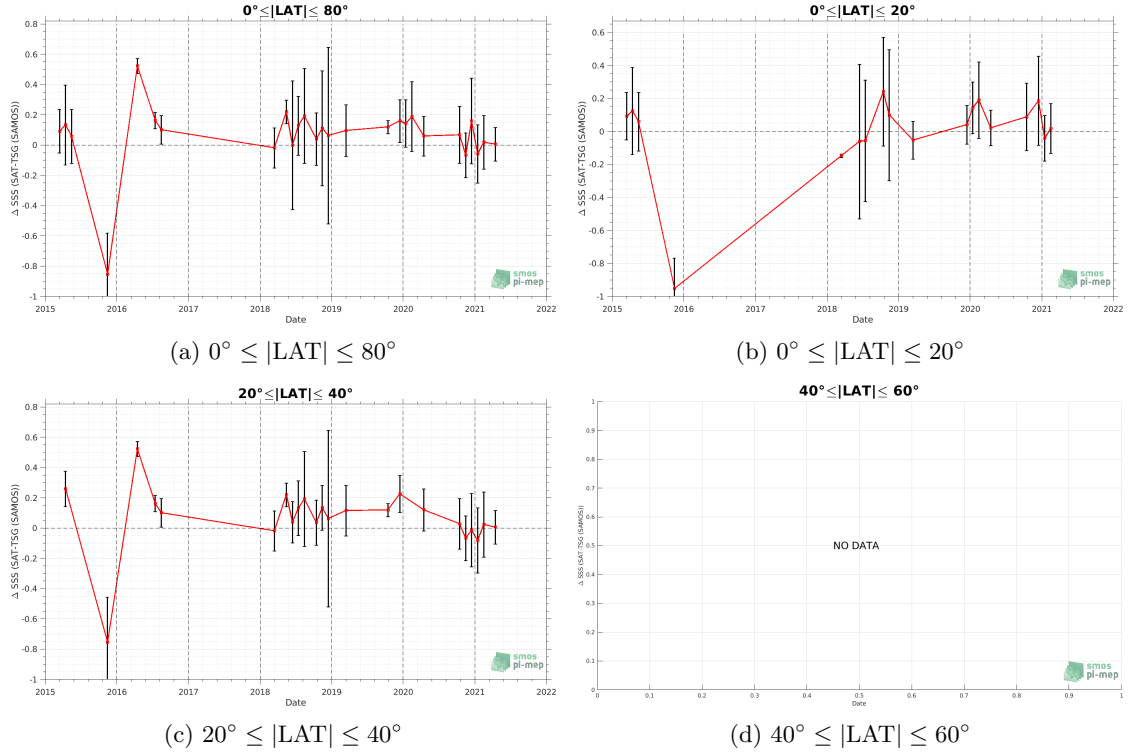 0°≤|LAT|≤ 80°
Δ SSS (SAT-TSG (SAMOS))
0.8
0.6
0.4
0.2
0
-0.2
-0.4
-0.6
-0.8
-1
2015 2016 2017 2018 2019 2020 2021 2022
Date
smos
pi-mep
(a) 0° ≤ |LAT| ≤ 80°
0°≤|LAT|≤ 20°
Δ SSS (SAT-TSG (SAMOS))
0.6
0.4
0.2
0
-0.2
-0.4
-0.6
-0.8
-1
2015 2016 2017 2018 2019 2020 2021 2022
Date
smos
pi-mep
(b) 0° ≤ |LAT| ≤ 20°
20°≤|LAT|≤ 40°
Δ SSS (SAT-TSG (SAMOS))
0.8
0.6
0.4
0.2
0
-0.2
-0.4
-0.6
-0.8
-1
2015 2016 2017 2018 2019 2020 2021 2022
Date
smos
pi-mep
(c) 20° ≤ |LAT| ≤ 40°
40°≤|LAT|≤ 60°
Δ SSS (SAT-TSG (SAMOS))
1
0.9
0.8
0.7
0.6
0.5
0.4
0.3
0.2
0.1
0
NO DATA
0 0.1 0.2 0.3 0.4 0.5 0.6 0.7 0.8 0.9 1
Date
smos
pi-mep
(d) 40° ≤ |LAT| ≤ 60°